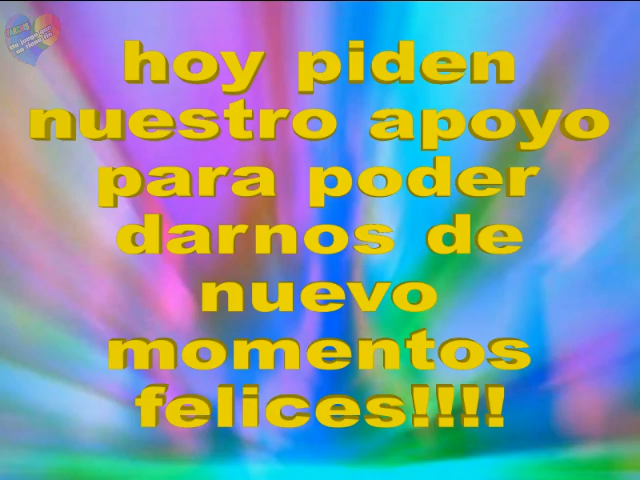 hoy piden
nuestro apoyo
para poder
darnos de
nuevo
momentos
felices!!!!